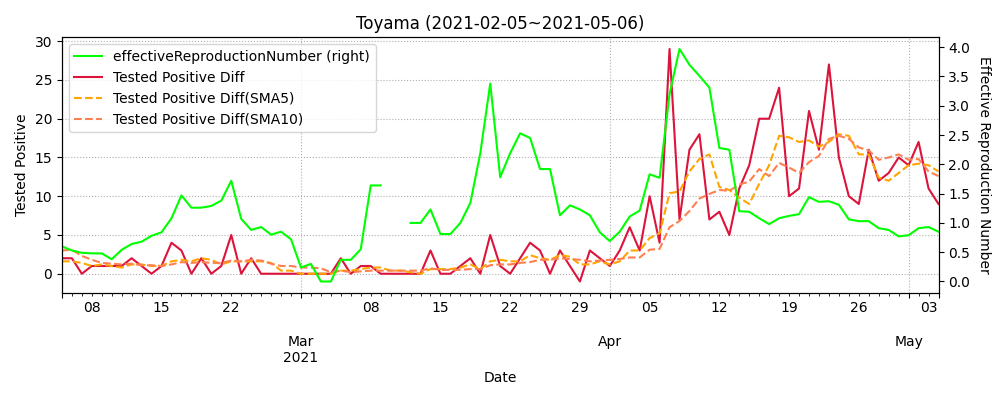 Toyama (2021-02-05~2021-05-06)
effectiveReproductionNumber (right)
Tested Positive Diff
Tested Positive Diff(SMA5)
Tested Positive Diff(SMA10)
Tested Positive
30
25
20
15
10
5
0
Effective Reproduction Number
4.0
3.5
3.0
2.5
2.0
1.5
1.0
0.5
0.0
08 15 22 08 15 22 29 05 12 19 26 03
Mar Apr May
2021
Date